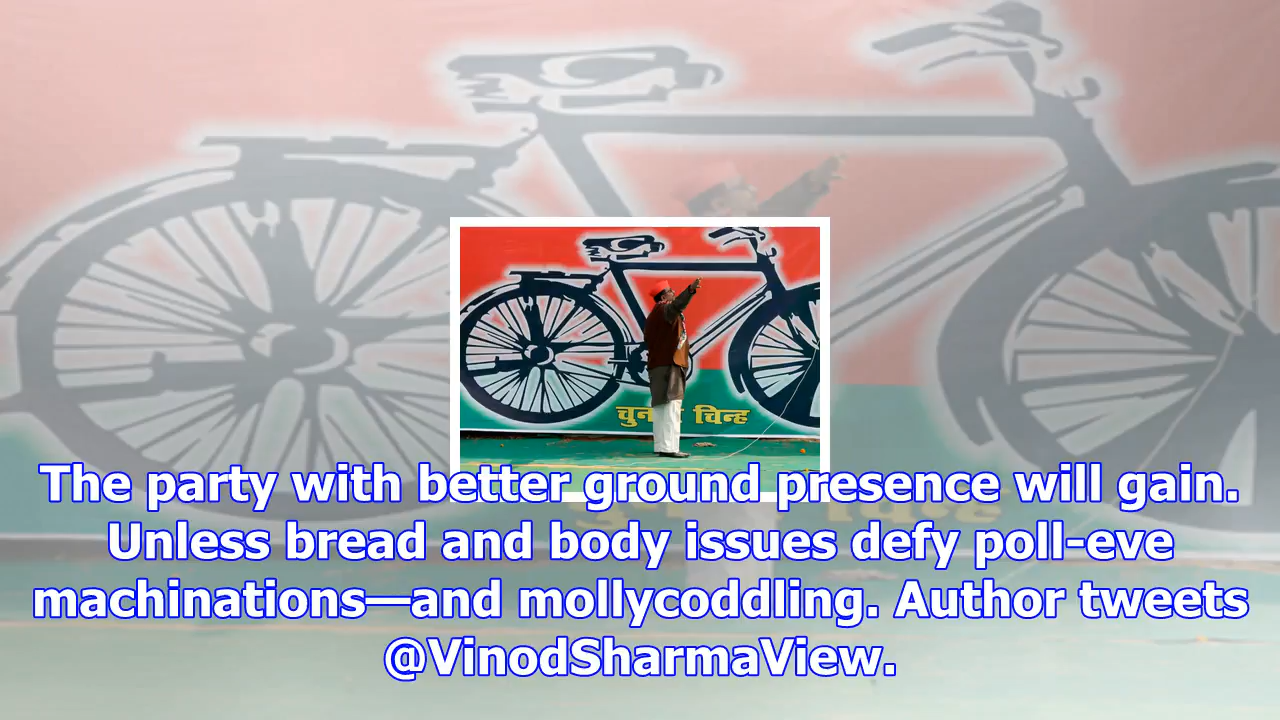 चुन चिन्ह
The party with better ground presence will gain.
Unless bread and body issues defy poll-eve
machinations—and mollycoddling. Author tweets
@VinodSharmaView.